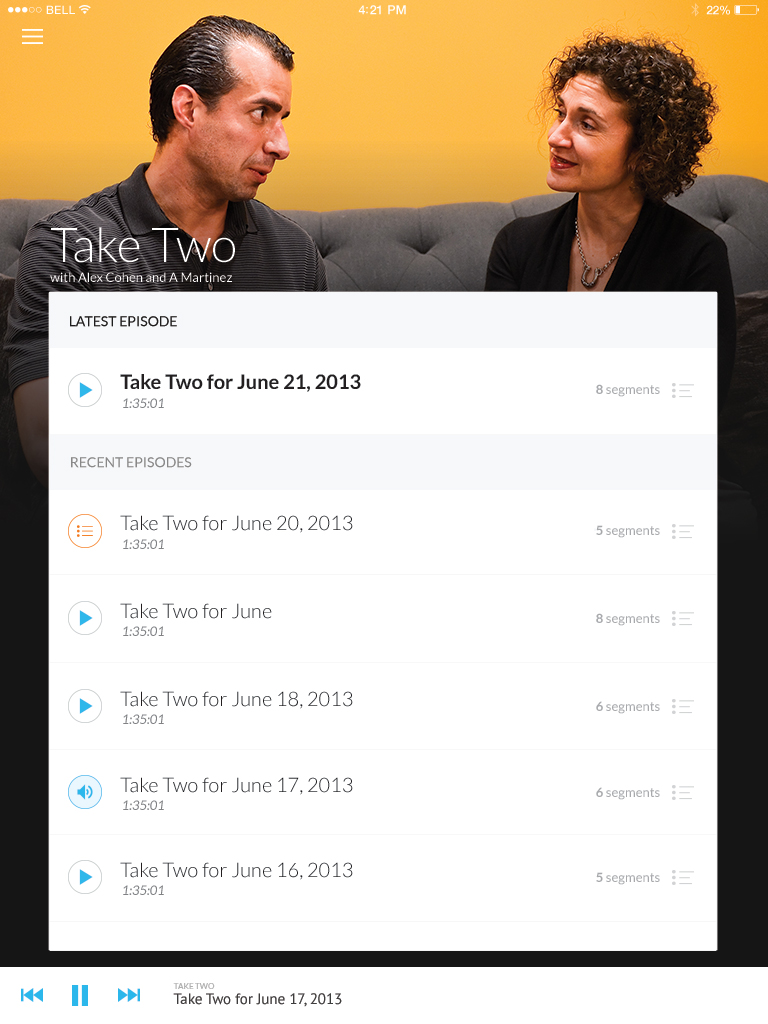 BELL
4:21 PM
22%
Take Two
with Alex Cohen and A Martinez
LATEST EPISODE
Take Two for June 21, 2013
1:35:01
8 segments
RECENT EPISODES
Take Two for June 20, 2013
1:35:01
5 segments
Take Two for June
1:35:01
8 segments
Take Two for June 18, 2013
1:35:01
6 segments
Take Two for June 17, 2013
1:35:01
6 segments
Take Two for June 16, 2013
1:35:01
5 segments
TAKE TWO
Take Two for June 17, 2013